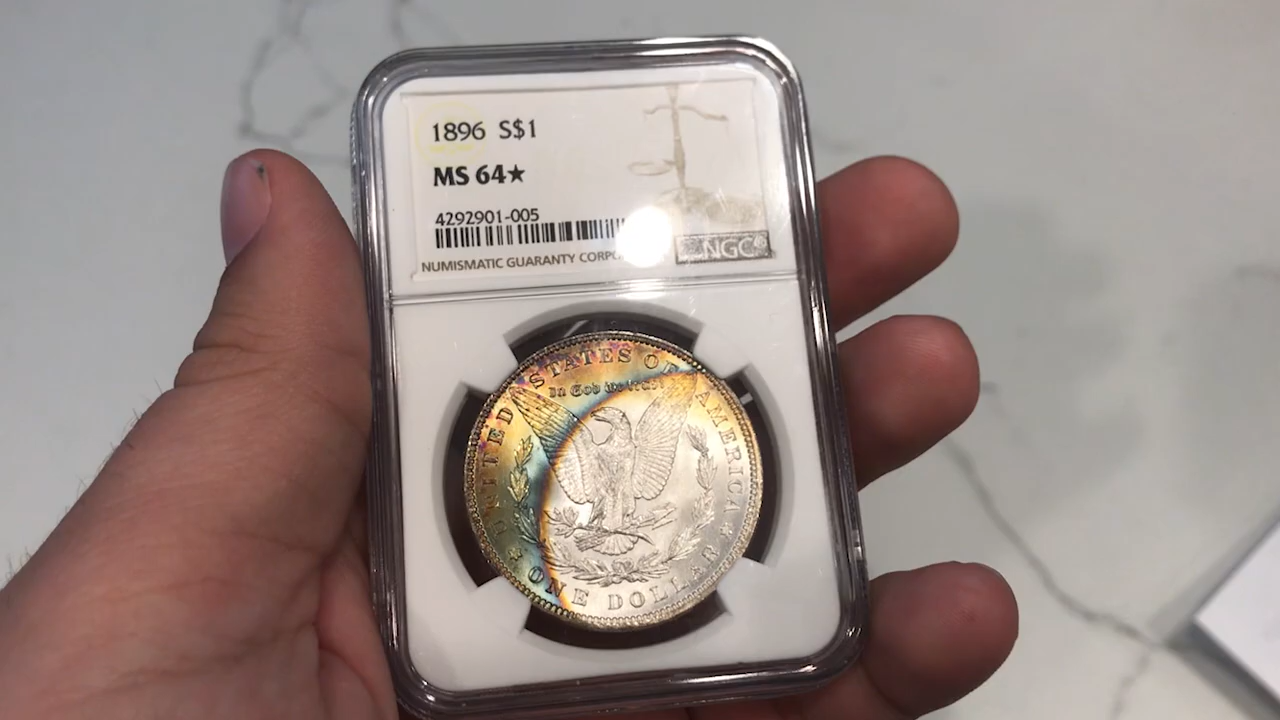 1896 S$1
MS 64★
4292901-005
NUMISMATIC GUARANTY
NGC
UNITED STATES OF AMERICA
In God we trust
ONE DOLLAR